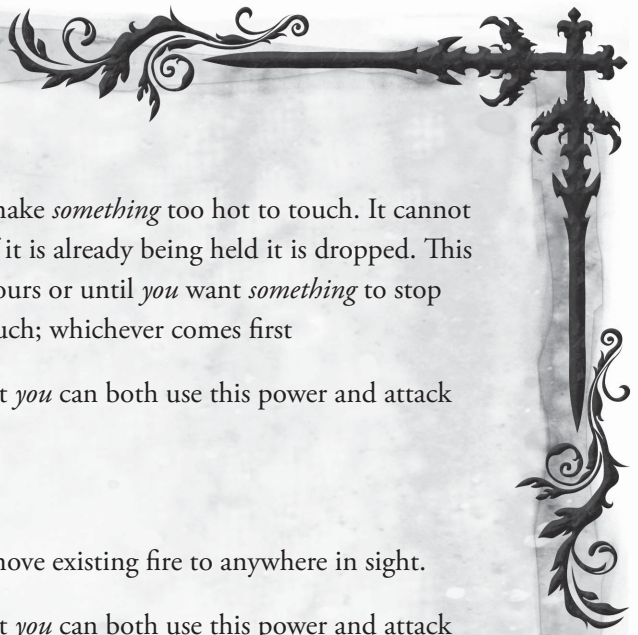 make something too hot to touch. It cannot
it is already being held it is dropped. This
ours or until you want something to stop
uch; whichever comes first
t you can both use this power and attack
move existing fire to anywhere in sight.
t you can both use this power and attack